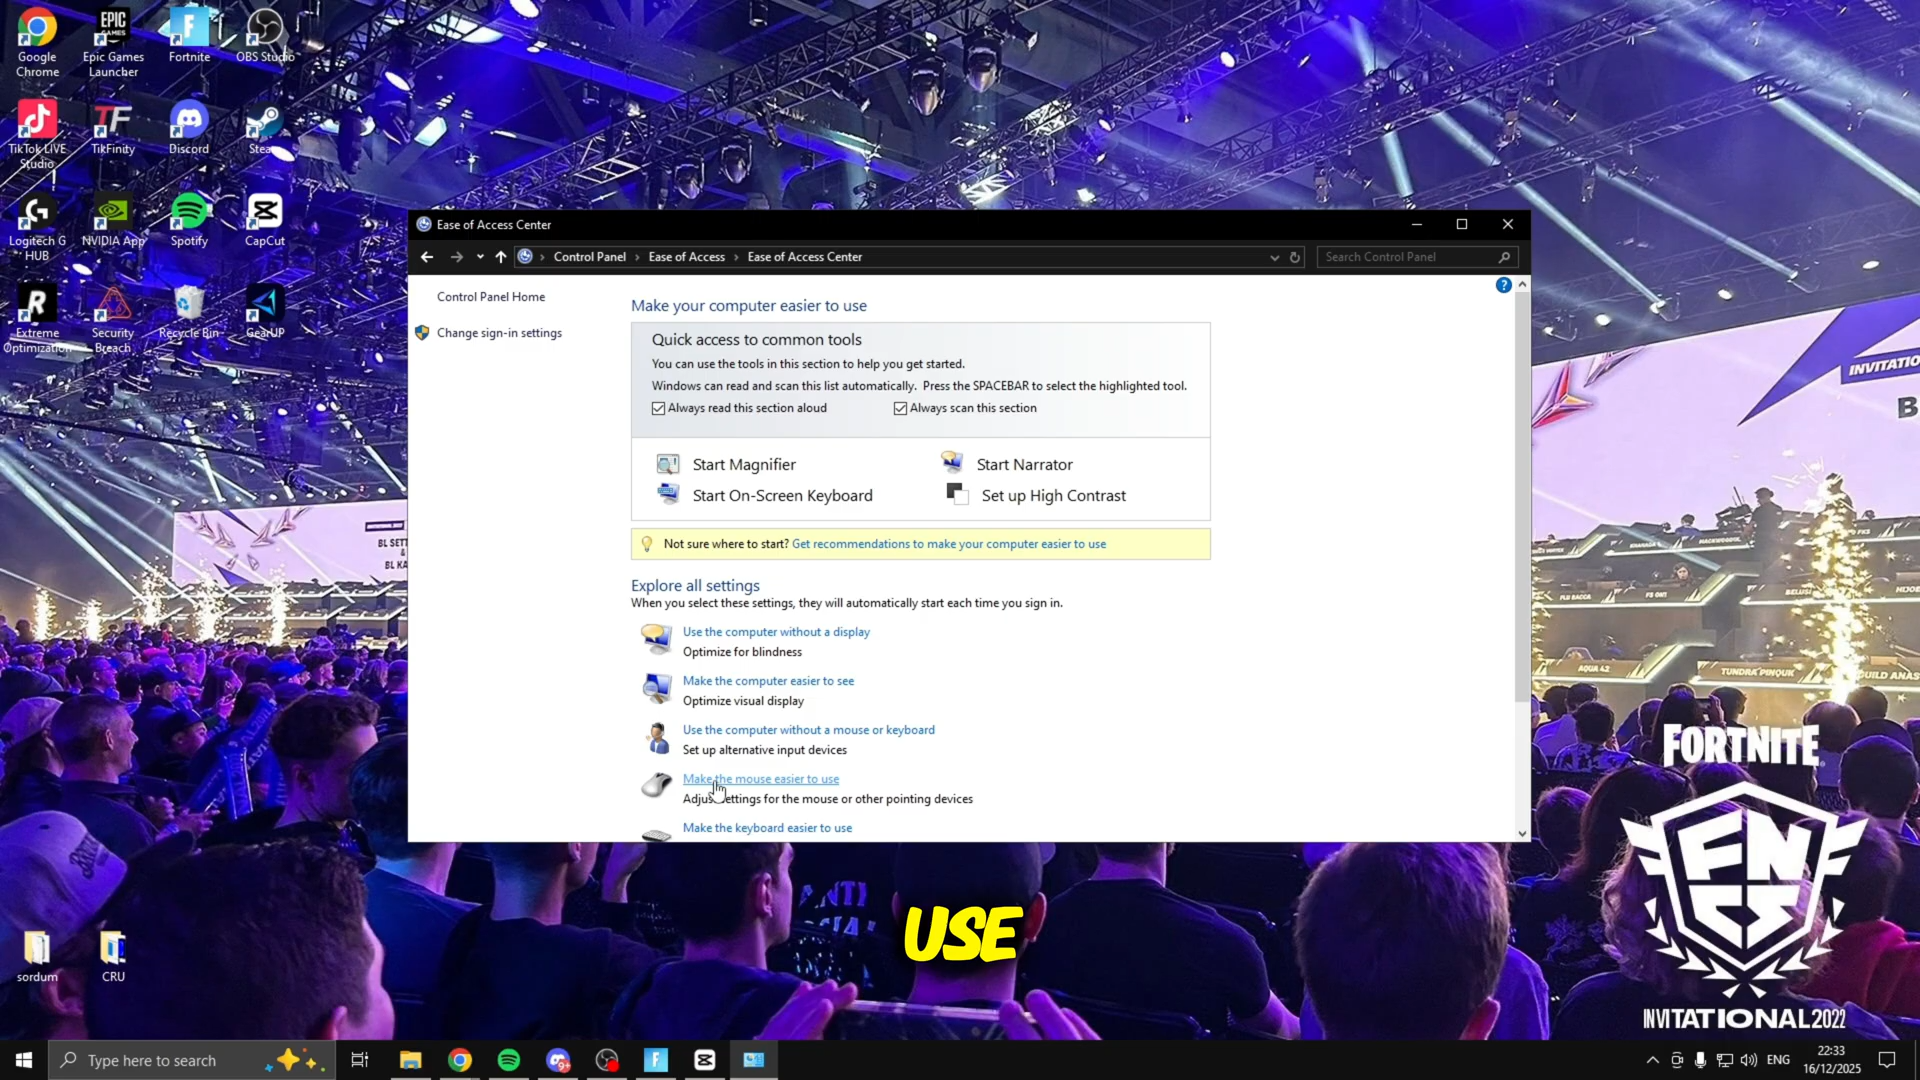 Google Chrome
Epic Games Launcher
Fortnite
OBS Studio
TikTok LIVE Studio
TikFinity
Discord
Logitech G HUB
NVIDIA App
Spotify
CapCut
Extreme Optimization
Security Breach
Recycle Bin
GearUP
Ease of Access Center
Control Panel
Ease of Access
Ease of Access Center
Search Control Panel
Control Panel Home
Change sign-in settings
Make your computer easier to use
Quick access to common tools
You can use the tools in this section to help you get started.
Windows can read and scan this list automatically. Press the SPACEBAR to select the highlighted tool.
Always read this section aloud
Always scan this section
Start Magnifier
Start Narrator
Start On-Screen Keyboard
Set up High Contrast
Not sure where to start? Get recommendations to make your computer easier to use
Explore all settings
When you select these settings, they will automatically start each time you sign in.
Use the computer without a display
Optimize for blindness
Make the computer easier to see
Optimize visual display
Use the computer without a mouse or keyboard
Set up alternative input devices
Make the mouse easier to use
Adjust settings for the mouse or other pointing devices
Make the keyboard easier to use
USE
sordum
CRU
AQUA 42
TUNDRA
FORTNITE
FNCS
INVITATIONAL 2022
Type here to search
ENG
22:33
16/12/2025